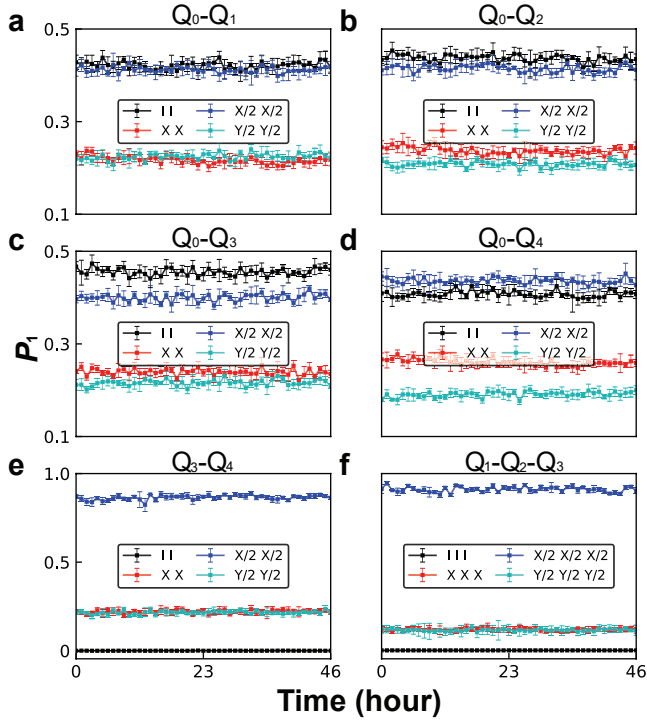 a Q₀-Q₁
b Q₀-Q₂
0.5
0.3
0.1
I I X/2 X/2
X X Y/2 Y/2
I I X/2 X/2
X X Y/2 Y/2
c Q₀-Q₃
d Q₀-Q₄
0.5
0.3
0.1
P₁
I I X/2 X/2
X X Y/2 Y/2
I I X/2 X/2
X X Y/2 Y/2
e Q₃-Q₄
f Q₁-Q₂-Q₃
1.0
0.5
0
I I X/2 X/2
X X Y/2 Y/2
I I I X/2 X/2 X/2
X X X Y/2 Y/2 Y/2
0 23 46
0 23 46
Time (hour)